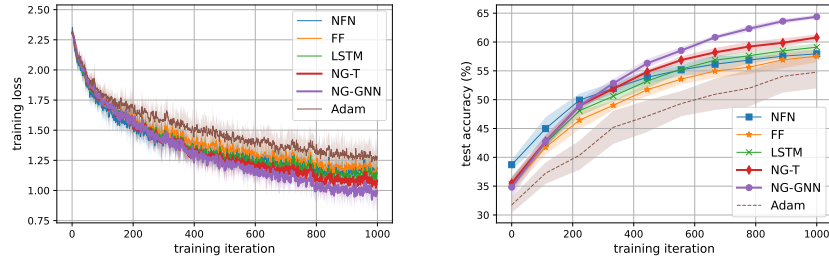 2.50
2.25
2.00
1.75
1.50
1.25
1.00
0.75
training loss
0 200 400 600 800 1000
training iteration
NFN
FF
LSTM
NG-T
NG-GNN
Adam
65
60
55
50
45
40
35
30
test accuracy (%)
0 200 400 600 800 1000
training iteration
NFN
FF
LSTM
NG-T
NG-GNN
Adam